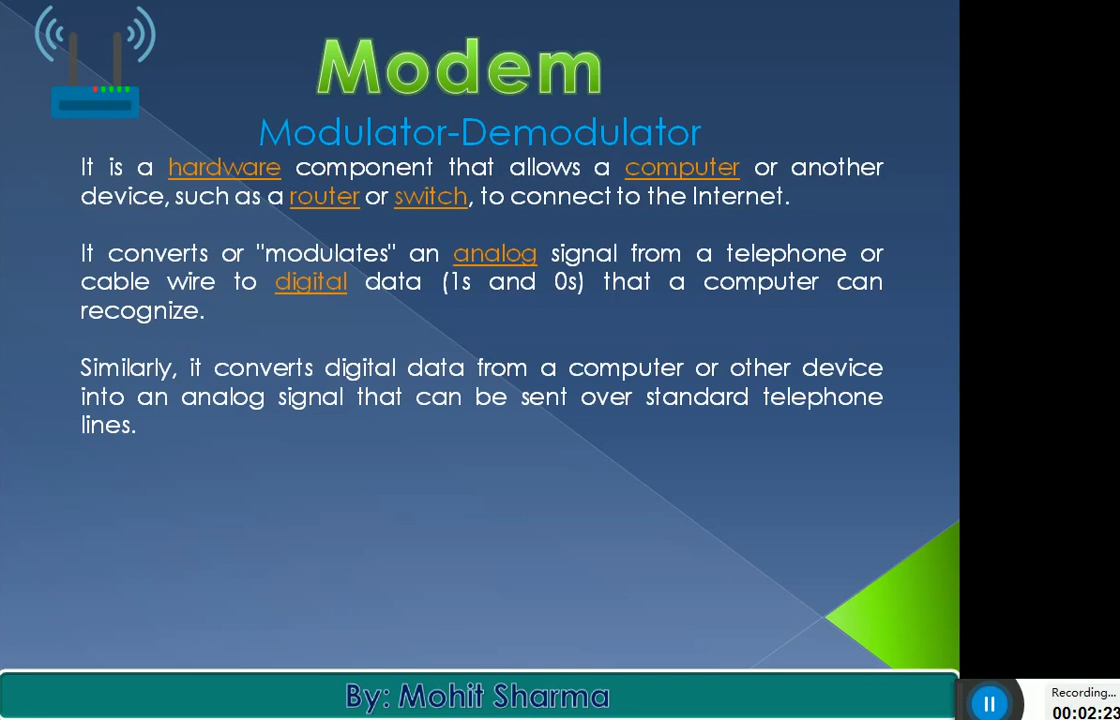 Modem
Modulator-Demodulator
It is a hardware component that allows a computer or another
device, such as a router or switch, to connect to the Internet.
It converts or "modulates" an analog signal from a telephone or
cable wire to digital data (1s and 0s) that a computer can
recognize.
Similarly, it converts digital data from a computer or other device
into an analog signal that can be sent over standard telephone
lines.
By: Mohit Sharma
Recording...
00:02:23